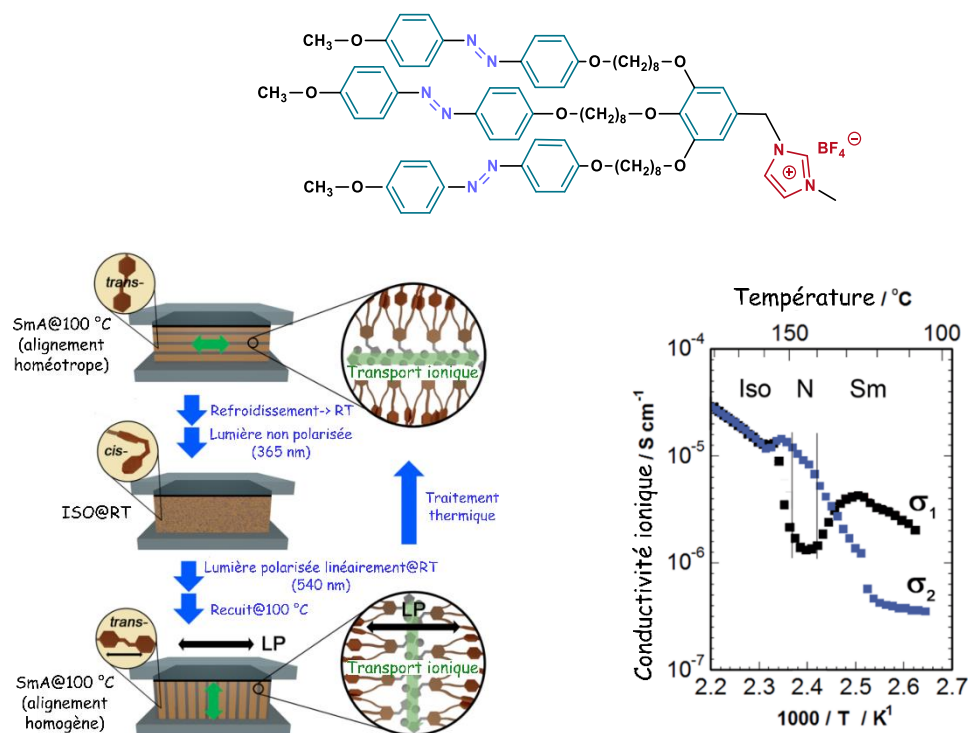 CH₃—O N N O—(CH₂)₈—O
CH₃—O N N O—(CH₂)₈—O
N BF₄ ⊖
⊕
N
CH₃—O N N O—(CH₂)₈—O
trans-
SmA@100 °C
(alignement
homéotrope)
Transport ionique
Refroidissement-> RT
Lumière non polarisée
(365 nm)
cis-
ISO@RT
Traitement
thermique
Lumière polarisée linéairement@RT
(540 nm)
Recuit@100 °C
trans-
LP
SmA@100 °C
(alignement
homogène)
LP
Transport ionique
Température / °C
150 100
10⁻⁴
10⁻⁵
10⁻⁶
10⁻⁷
Conductivité ionique / S cm⁻¹
Iso N Sm
σ₁
σ₂
2.2 2.3 2.4 2.5 2.6 2.7
1000 / T / K¹